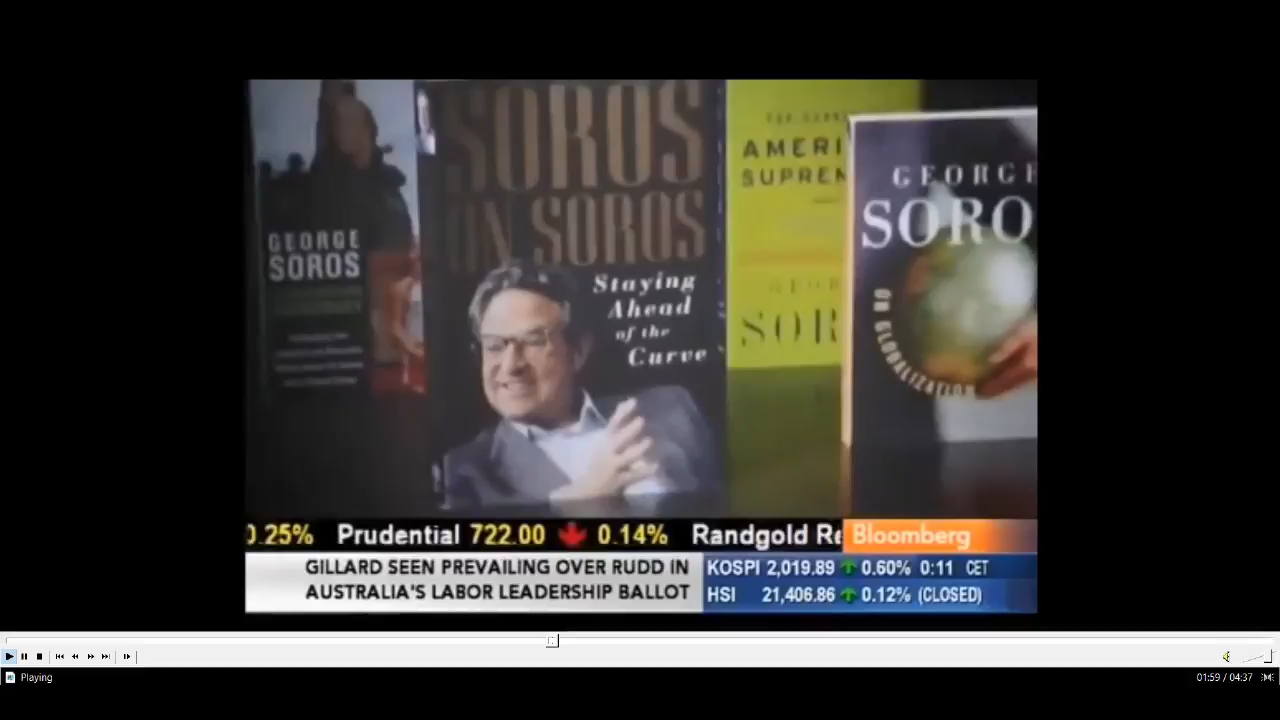 GEORGE
SOROS
SOROS
ON SOROS
Staying
Ahead
of the
Curve
AMERI
SUPREM
SOR
GEORGE
SORO
ON GLOBALIZATION
0.25% Prudential 722.00 0.14% Randgold Re
Bloomberg
GILLARD SEEN PREVAILING OVER RUDD IN
AUSTRALIA'S LABOR LEADERSHIP BALLOT
KOSPI 2,019.89 0.60% 0:11 CET
HSI 21,406.86 0.12% (CLOSED)
Playing
01:59 / 04:37